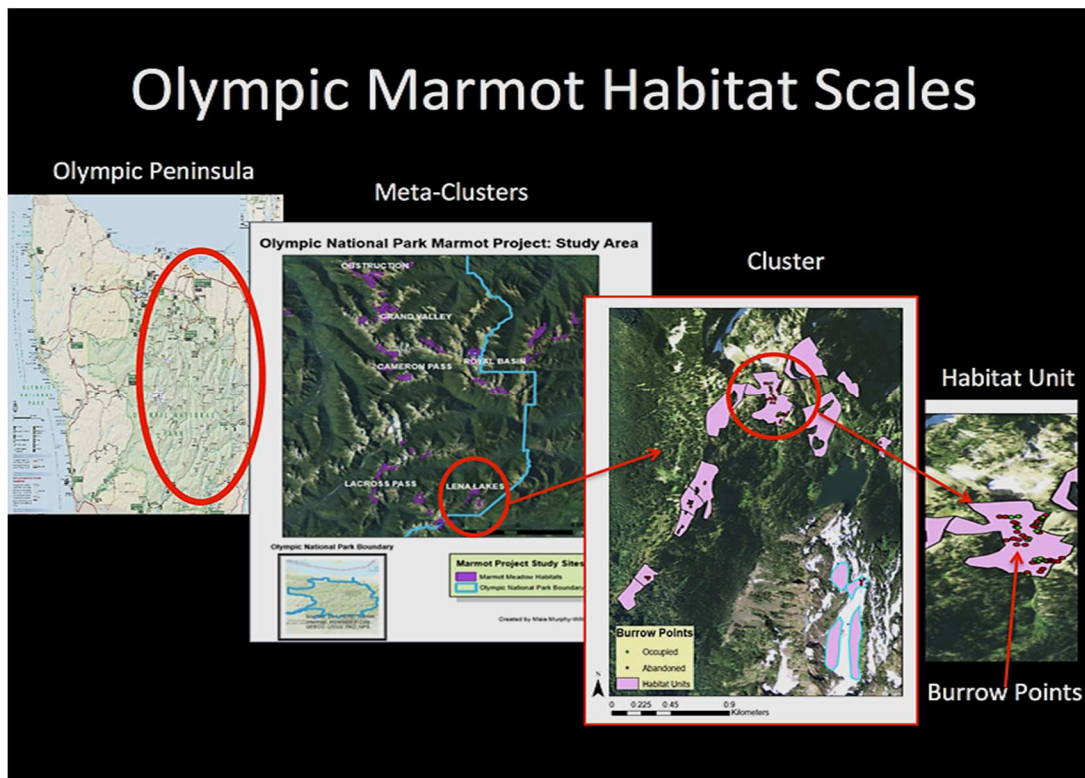 Olympic Marmot Habitat Scales
Olympic Peninsula
Meta-Clusters
Olympic National Park Marmot Project: Study Area
OBSTRUCTION
GRAND VALLEY
ROYAL BASIN
CAMERON PASS
LACROSS PASS
LENA LAKES
Olympic National Park Boundary
Marmot Project Study Sites
Marmot Meadow Habitats
Olympic National Park Boundary
Cluster
Burrow Points
Occupied
Abandoned
Habitat Units
N
0 0.225 0.45 0.9
Kilometers
Habitat Unit
Burrow Points